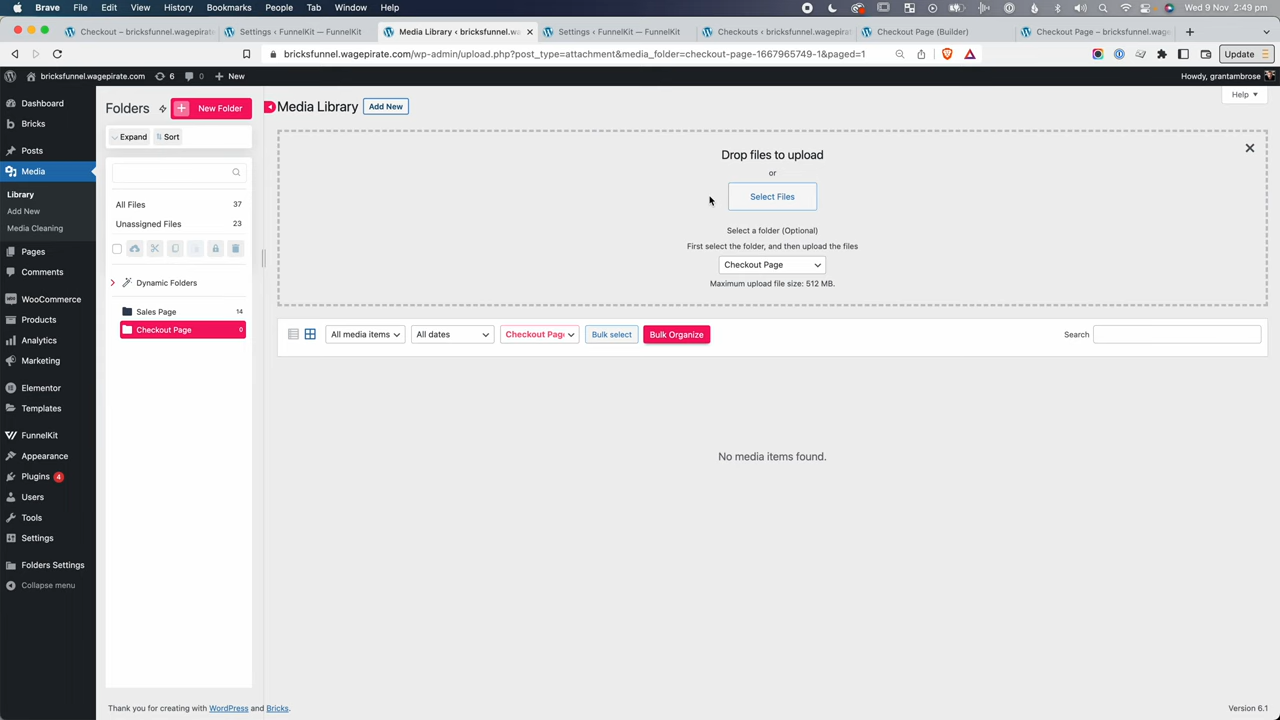 Brave File Edit View History Bookmarks People Tab Window Help
Wed 9 Nov 2:49 pm
Checkout – bricksfunnel.wagepirate.
Settings ‹ FunnelKit — FunnelKit
Media Library ‹ bricksfunnel.wa
Settings ‹ FunnelKit — FunnelKit
Checkouts ‹ bricksfunnel.wagepirat
Checkout Page (Builder)
Checkout Page – bricksfunnel.wage
bricksfunnel.wagepirate.com/wp-admin/upload.php?post_type=attachment&media_folder=checkout-page-1667965749-1&paged=1
Update
bricksfunnel.wagepirate.com 6 0 New
Howdy, grantambrose
Dashboard
Bricks
Posts
Media
Library
Add New
Media Cleaning
Pages
Comments
WooCommerce
Products
Analytics
Marketing
Elementor
Templates
FunnelKit
Appearance
Plugins 4
Users
Tools
Settings
Folders Settings
Collapse menu
Folders
New Folder
Expand Sort
All Files 37
Unassigned Files 23
Dynamic Folders
Sales Page 14
Checkout Page 0
Media Library Add New
Help
Drop files to upload
or
Select Files
Select a folder (Optional)
First select the folder, and then upload the files
Checkout Page
Maximum upload file size: 512 MB.
All media items All dates Checkout Page Bulk select Bulk Organize Search
No media items found.
Thank you for creating with WordPress and Bricks.
Version 6.1